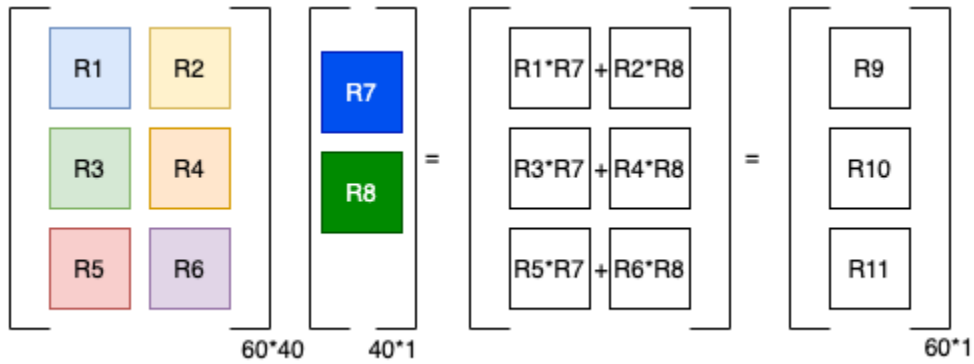 R1 R2 R7 R1*R7 + R2*R8 R9
R3 R4 R8 = R3*R7 + R4*R8 = R10
R5 R6 R5*R7 + R6*R8 R11
60*40 40*1 60*1